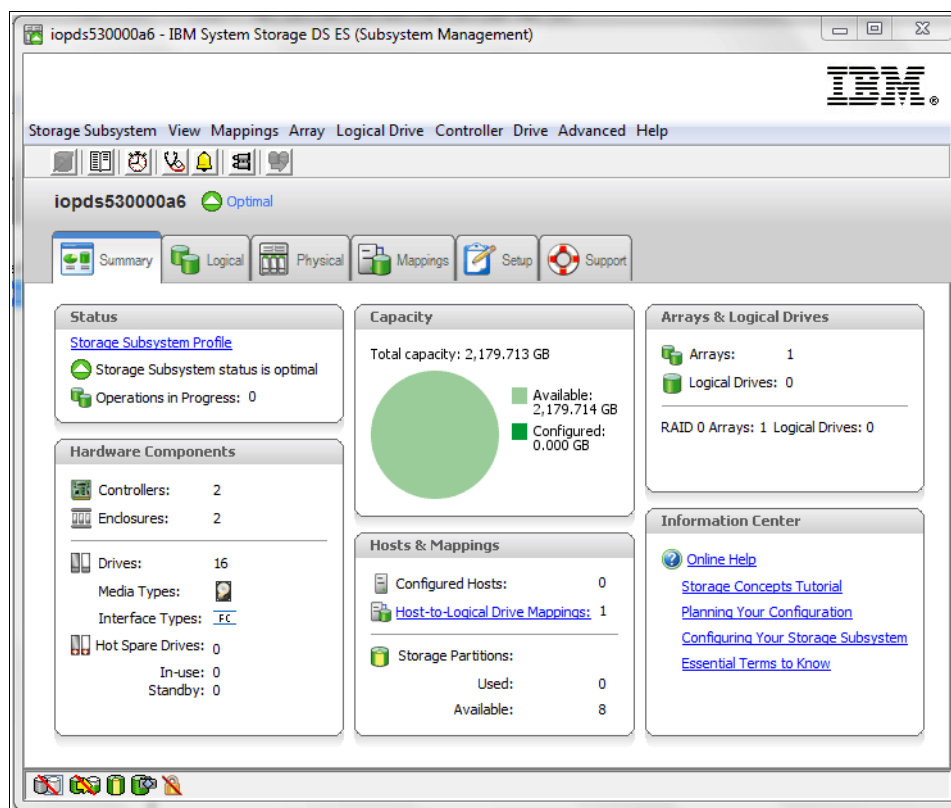 iopds530000a6 - IBM System Storage DS ES (Subsystem Management)
IBM®
Storage Subsystem View Mappings Array Logical Drive Controller Drive Advanced Help
iopds530000a6 Optimal
Summary Logical Physical Mappings Setup Support
Status
Storage Subsystem Profile
Storage Subsystem status is optimal
Operations in Progress: 0
Hardware Components
Controllers: 2
Enclosures: 2
Drives: 16
Media Types:
Interface Types: FC
Hot Spare Drives: 0
In-use: 0
Standby: 0
Capacity
Total capacity: 2,179.713 GB
Available:
2,179.714 GB
Configured:
0.000 GB
Hosts & Mappings
Configured Hosts: 0
Host-to-Logical Drive Mappings: 1
Storage Partitions:
Used: 0
Available: 8
Arrays & Logical Drives
Arrays: 1
Logical Drives: 0
RAID 0 Arrays: 1 Logical Drives: 0
Information Center
Online Help
Storage Concepts Tutorial
Planning Your Configuration
Configuring Your Storage Subsystem
Essential Terms to Know